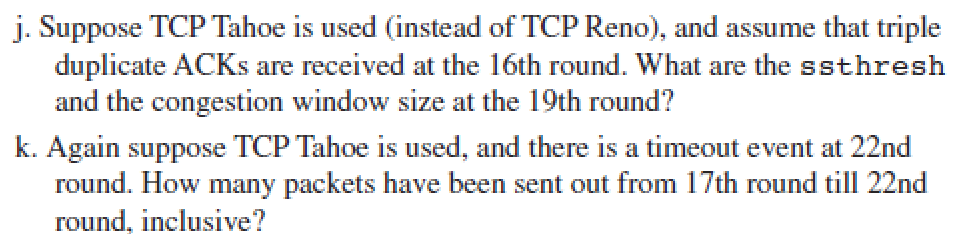 j. Suppose TCP Tahoe is used (instead of TCP Reno), and assume that triple
duplicate ACKs are received at the 16th round. What are the ssthresh
and the congestion window size at the 19th round?
k. Again suppose TCP Tahoe is used, and there is a timeout event at 22nd
round. How many packets have been sent out from 17th round till 22nd
round, inclusive?